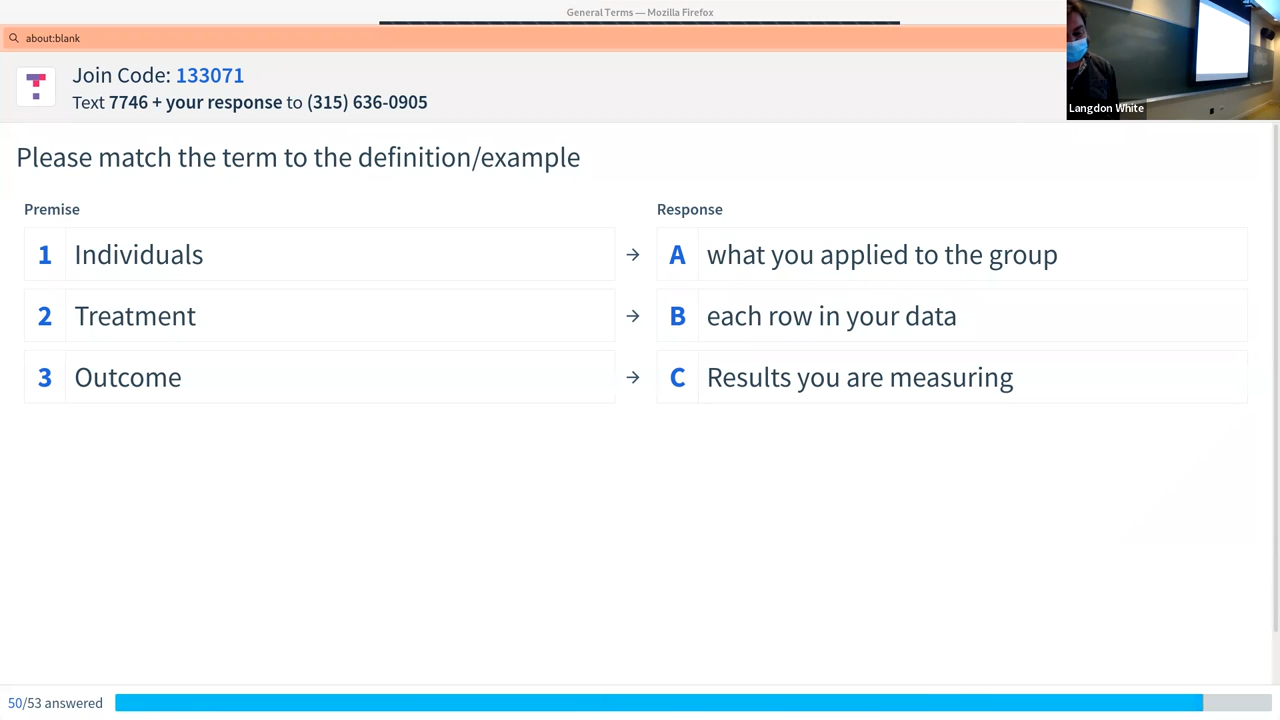 General Terms — Mozilla Firefox
about:blank
Join Code: 133071
Text 7746 + your response to (315) 636-0905
Langdon White
Please match the term to the definition/example
Premise
Response
1 Individuals → A what you applied to the group
2 Treatment → B each row in your data
3 Outcome → C Results you are measuring
50/53 answered